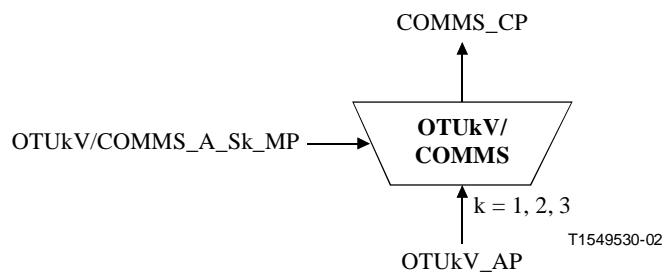 COMMS_CP
OTUkV/COMMS_A_Sk_MP
OTUkV/
COMMS
k = 1, 2, 3
T1549530-02
OTUkV_AP